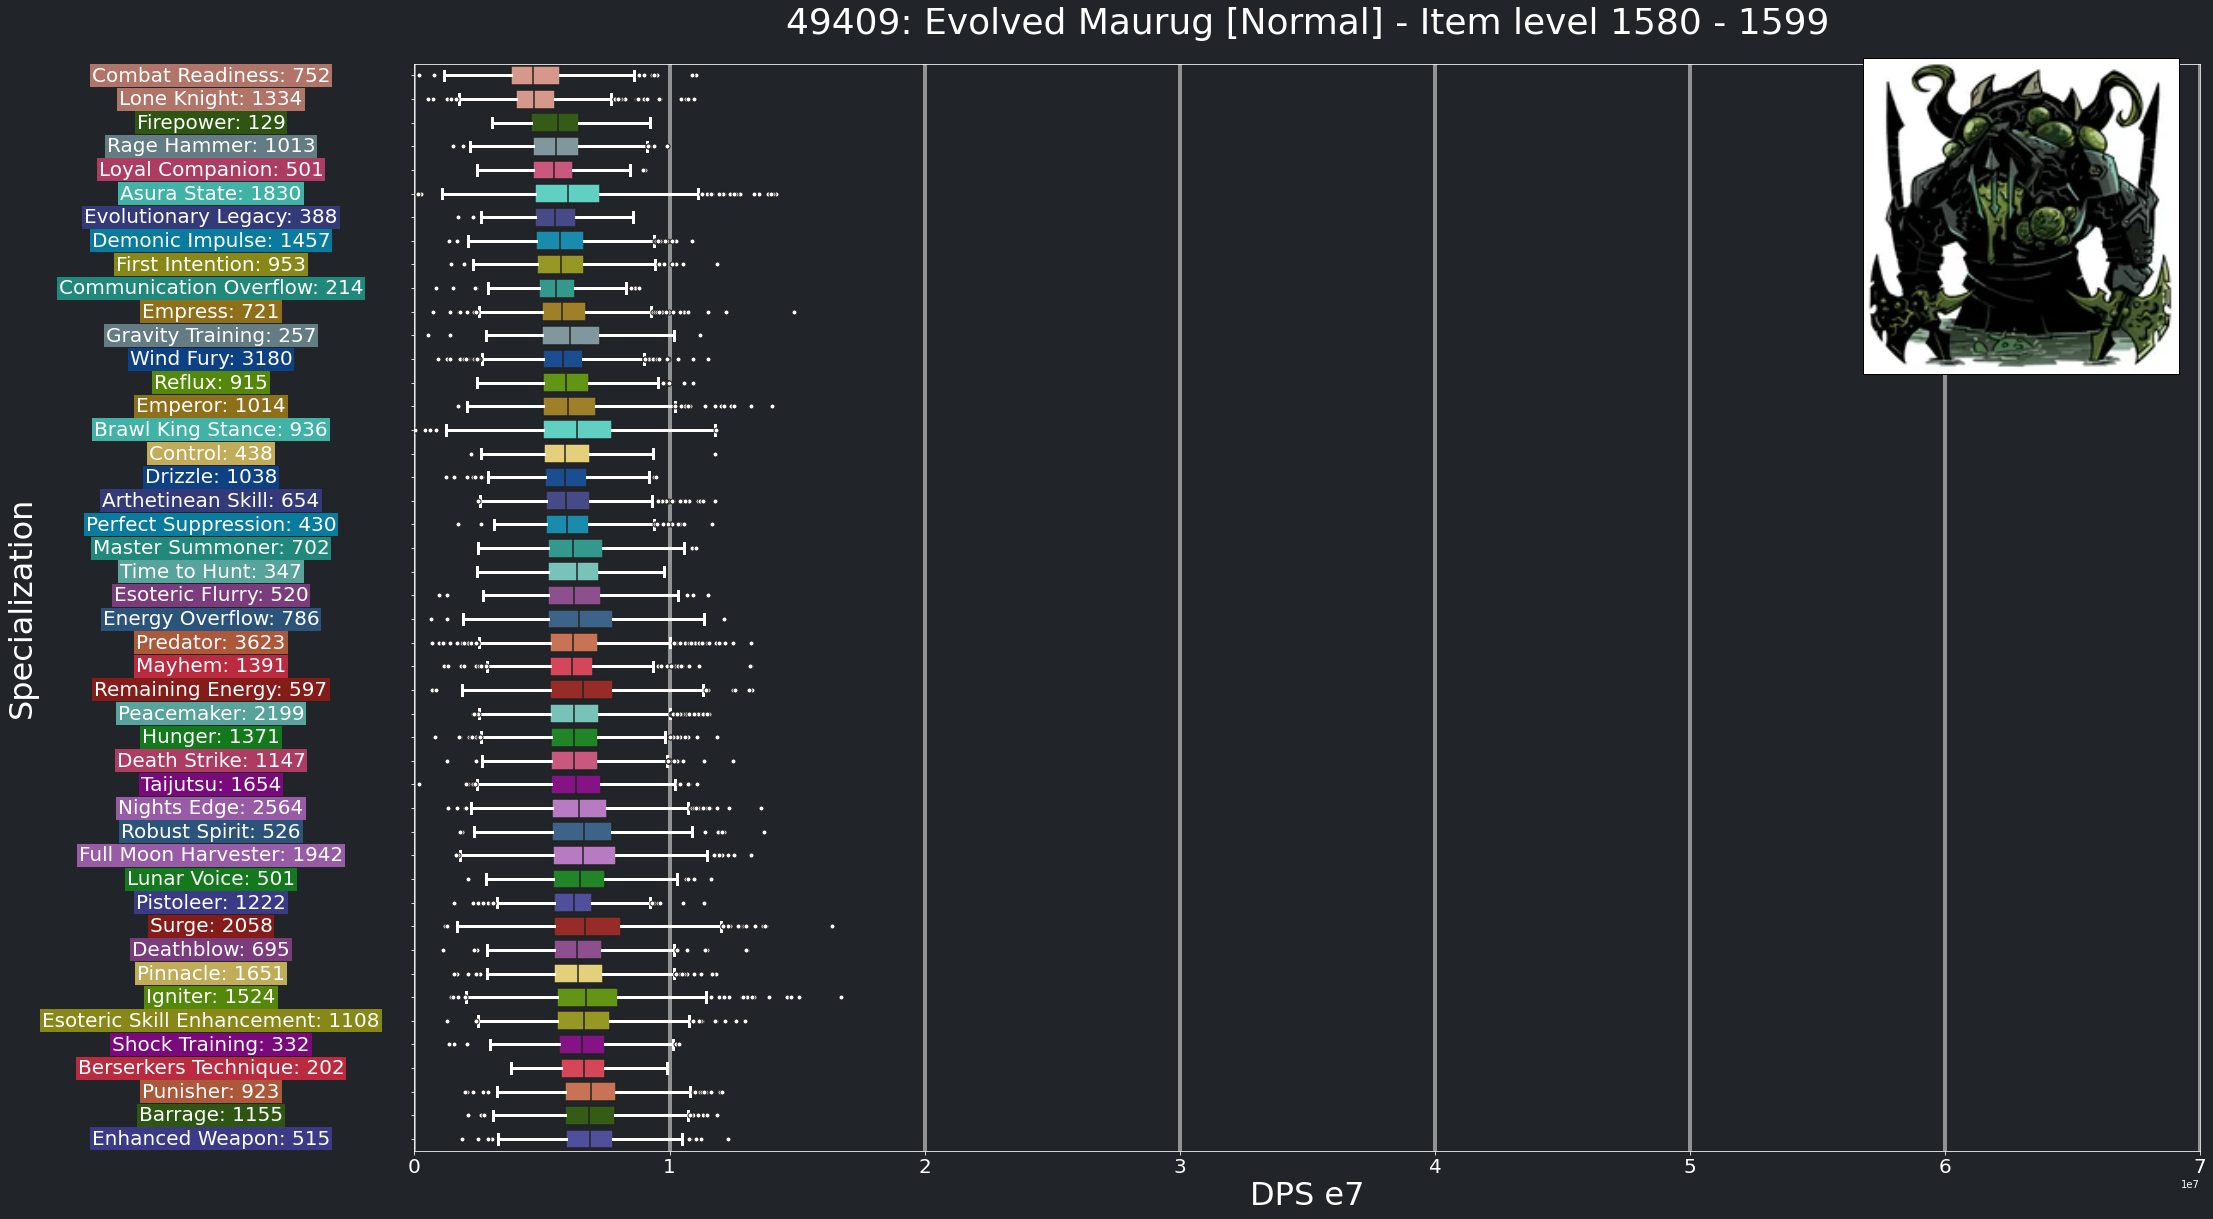 49409: Evolved Maurug [Normal] - Item level 1580 - 1599
Specialization
Combat Readiness: 752
Lone Knight: 1334
Firepower: 129
Rage Hammer: 1013
Loyal Companion: 501
Asura State: 1830
Evolutionary Legacy: 388
Demonic Impulse: 1457
First Intention: 953
Communication Overflow: 214
Empress: 721
Gravity Training: 257
Wind Fury: 3180
Reflux: 915
Emperor: 1014
Brawl King Stance: 936
Control: 438
Drizzle: 1038
Arthetinean Skill: 654
Perfect Suppression: 430
Master Summoner: 702
Time to Hunt: 347
Esoteric Flurry: 520
Energy Overflow: 786
Predator: 3623
Mayhem: 1391
Remaining Energy: 597
Peacemaker: 2199
Hunger: 1371
Death Strike: 1147
Taijutsu: 1654
Nights Edge: 2564
Robust Spirit: 526
Full Moon Harvester: 1942
Lunar Voice: 501
Pistoleer: 1222
Surge: 2058
Deathblow: 695
Pinnacle: 1651
Igniter: 1524
Esoteric Skill Enhancement: 1108
Shock Training: 332
Berserkers Technique: 202
Punisher: 923
Barrage: 1155
Enhanced Weapon: 515
0 1 2 3 4 5 6 7
1e7
DPS e7